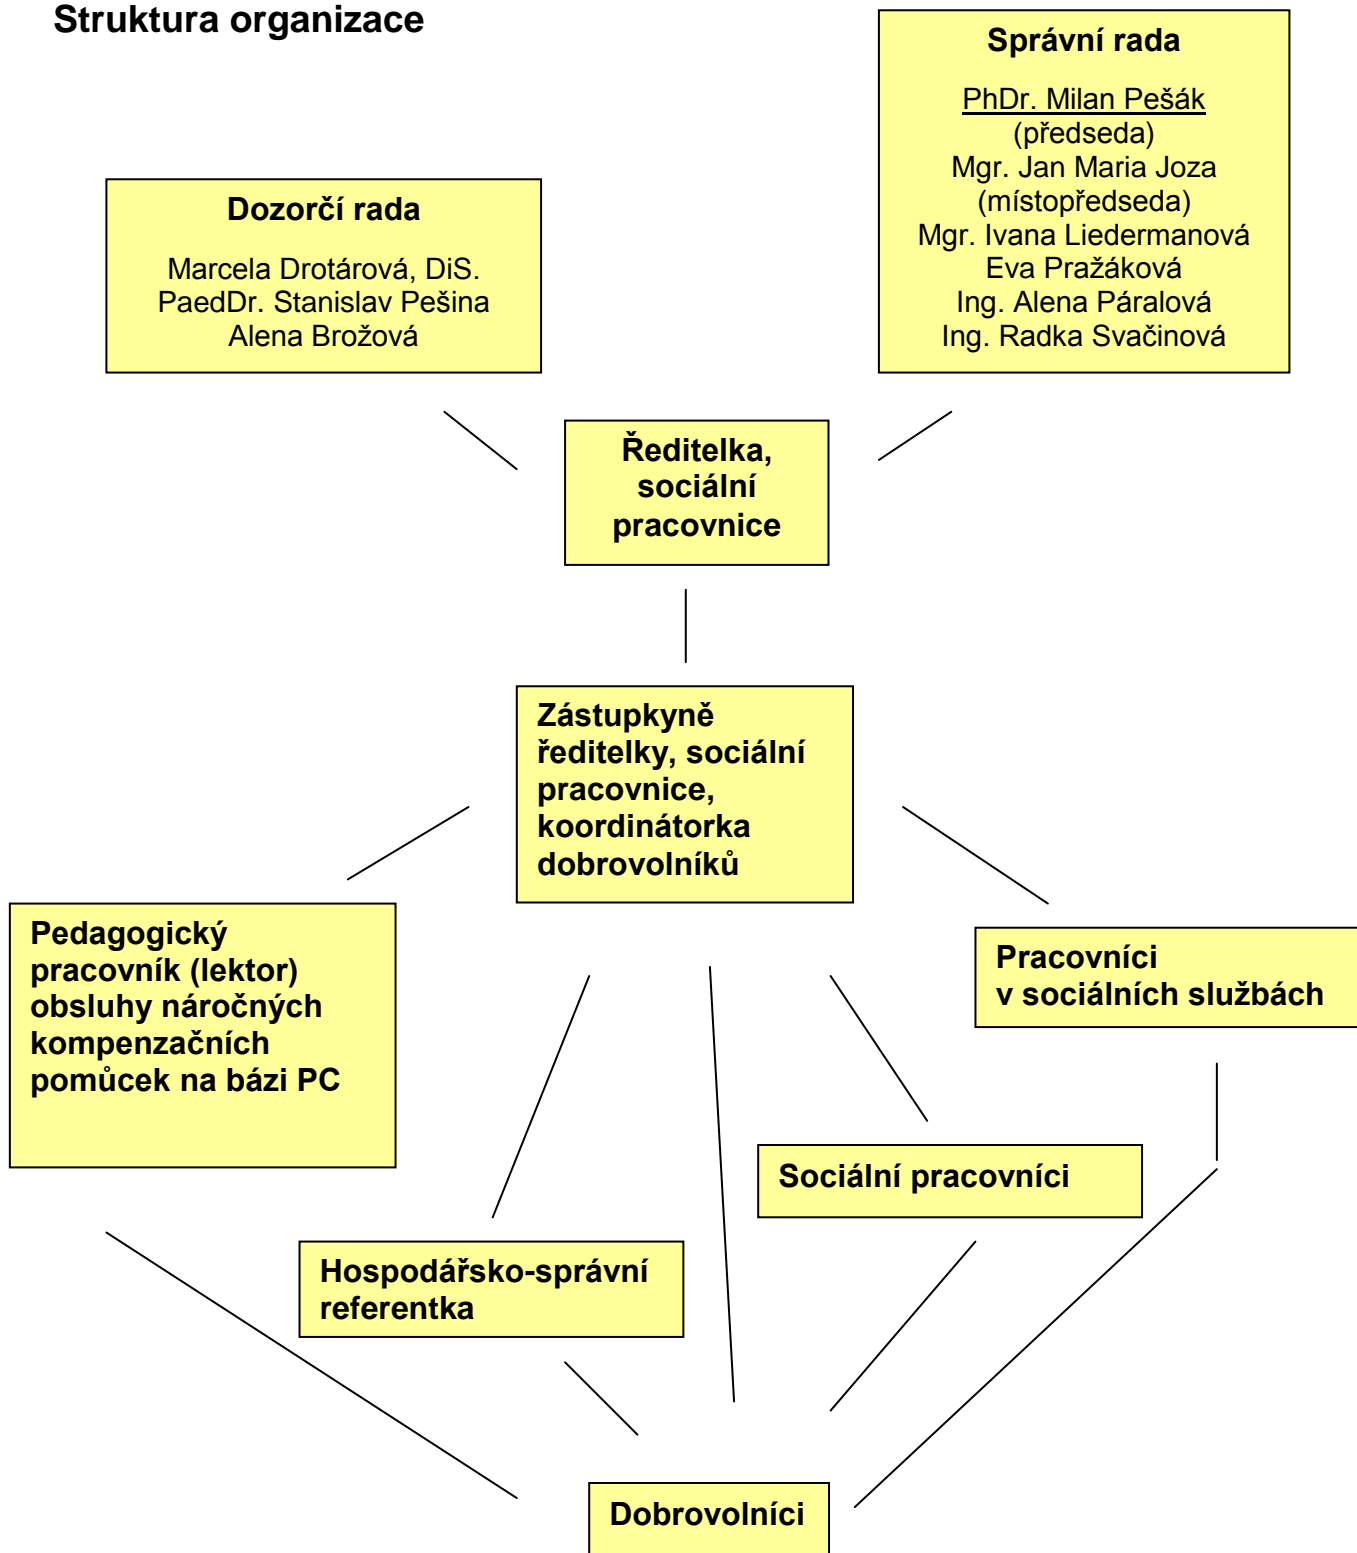 Struktura organizace
Správní rada
PhDr. Milan Pešák
(předseda)
Mgr. Jan Maria Joza
(místopředseda)
Mgr. Ivana Liedermanová
Eva Pražáková
Ing. Alena Páralová
Ing. Radka Svačinová
Dozorčí rada
Marcela Drotárová, DiS.
PaedDr. Stanislav Pešina
Alena Brožová
Ředitelka,
sociální
pracovnice
Zástupkyně
ředitelky, sociální
pracovnice,
koordinátorka
dobrovolníků
Pedagogický
pracovník (lektor)
obsluhy náročných
kompenzačních
pomůcek na bázi PC
Pracovníci
v sociálních službách
Sociální pracovníci
Hospodářsko-správní
referentka
Dobrovolníci